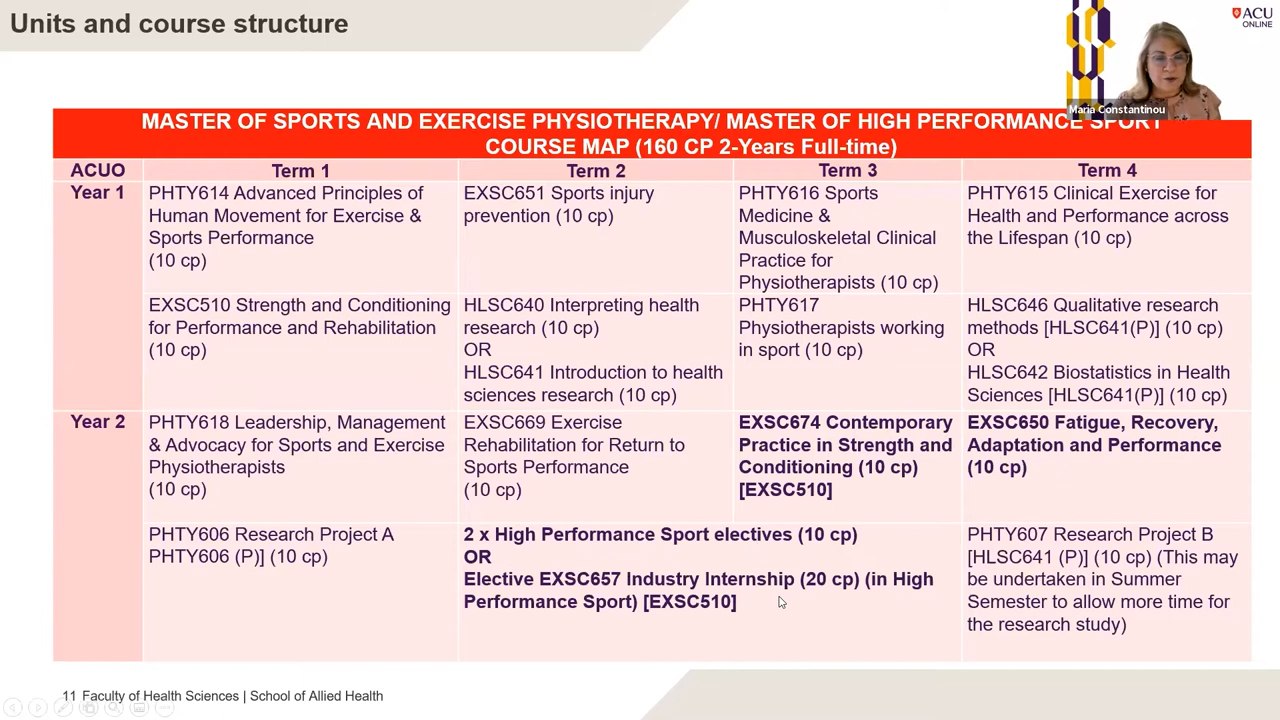 Units and course structure
ACU
ONLINE
Maria Constantinou
MASTER OF SPORTS AND EXERCISE PHYSIOTHERAPY/ MASTER OF HIGH PERFORMANCE SPORT
COURSE MAP (160 CP 2-Years Full-time)
ACUO
Term 1
Term 2
Term 3
Term 4
Year 1
PHTY614 Advanced Principles of
Human Movement for Exercise &
Sports Performance
(10 cp)
EXSC651 Sports injury
prevention (10 cp)
PHTY616 Sports
Medicine &
Musculoskeletal Clinical
Practice for
Physiotherapists (10 cp)
PHTY615 Clinical Exercise for
Health and Performance across
the Lifespan (10 cp)
EXSC510 Strength and Conditioning
for Performance and Rehabilitation
(10 cp)
HLSC640 Interpreting health
research (10 cp)
OR
HLSC641 Introduction to health
sciences research (10 cp)
PHTY617
Physiotherapists working
in sport (10 cp)
HLSC646 Qualitative research
methods [HLSC641(P)] (10 cp)
OR
HLSC642 Biostatistics in Health
Sciences [HLSC641(P)] (10 cp)
Year 2
PHTY618 Leadership, Management
& Advocacy for Sports and Exercise
Physiotherapists
(10 cp)
EXSC669 Exercise
Rehabilitation for Return to
Sports Performance
(10 cp)
EXSC674 Contemporary
Practice in Strength and
Conditioning (10 cp)
[EXSC510]
EXSC650 Fatigue, Recovery,
Adaptation and Performance
(10 cp)
PHTY606 Research Project A
PHTY606 (P)] (10 cp)
2 x High Performance Sport electives (10 cp)
OR
Elective EXSC657 Industry Internship (20 cp) (in High
Performance Sport) [EXSC510]
PHTY607 Research Project B
[HLSC641 (P)] (10 cp) (This may
be undertaken in Summer
Semester to allow more time for
the research study)
11 Faculty of Health Sciences | School of Allied Health